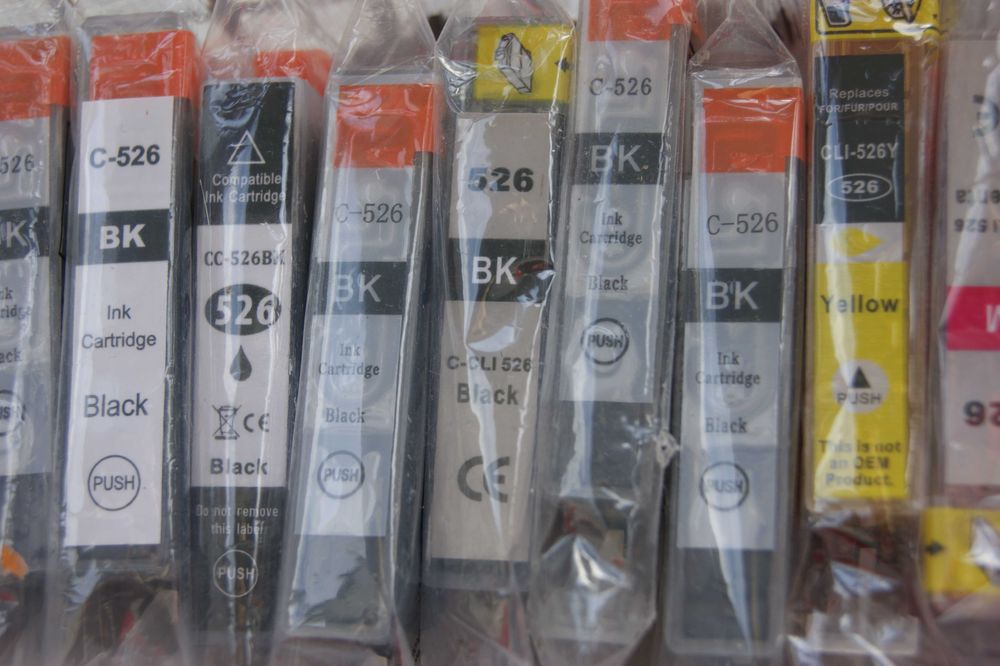 526
C-526
BK
Ink
Cartridge
Black
PUSH
Compatible
Ink Cartridge
CC-526BK
526
CE
Black
Do not remove
this label
PUSH
C-526
BK
Ink
Cartridge
Black
PUSH
526
BK
C-CLI 526
Black
CE
C-526
BK
Ink
Cartridge
Black
PUSH
C-526
BK
Ink
Cartridge
Black
PUSH
Replaces
FOR/FÜR/POUR
CLI-526Y
526
Yellow
PUSH
This is not
an OEM
Product.